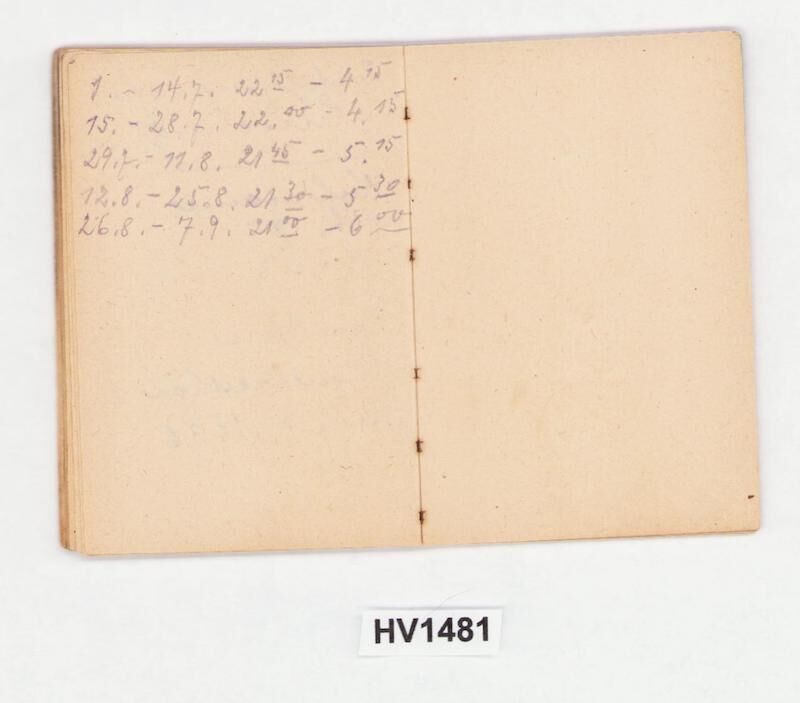 1. - 14.7. 22 15 - 4 15
15. - 28.7. 22. 00 - 4. 15
29.7. - 11.8. 21 45 - 5. 15
12.8. - 25.8. 21 30 - 5 30
26.8. - 7.9. 21 00 - 6 00
HV1481